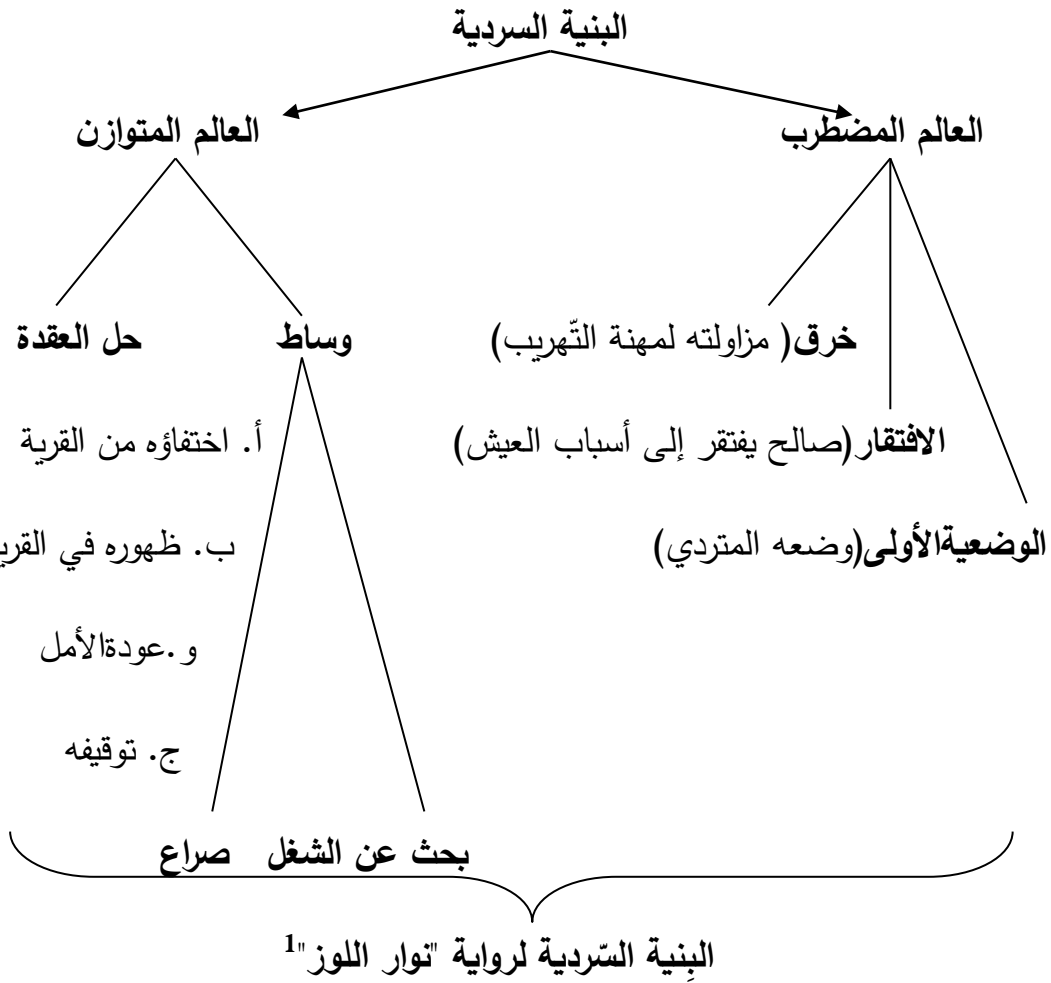 البنية السردية
العالم المضطرب
العالم المتوازن
خرق( مزاولته لمهنة التّهريب)
وساط
حل العقدة
الافتقار(صالح يفتقر إلى أسباب العيش)
أ. اختفاؤه من القرية
الوضعيةالأولى(وضعه المتردي)
ب. ظهوره في القري
و.عودةالأمل
ج. توقيفه
بحث عن الشغل
صراع
البِنية السّردية لرواية "نوار اللوز"1